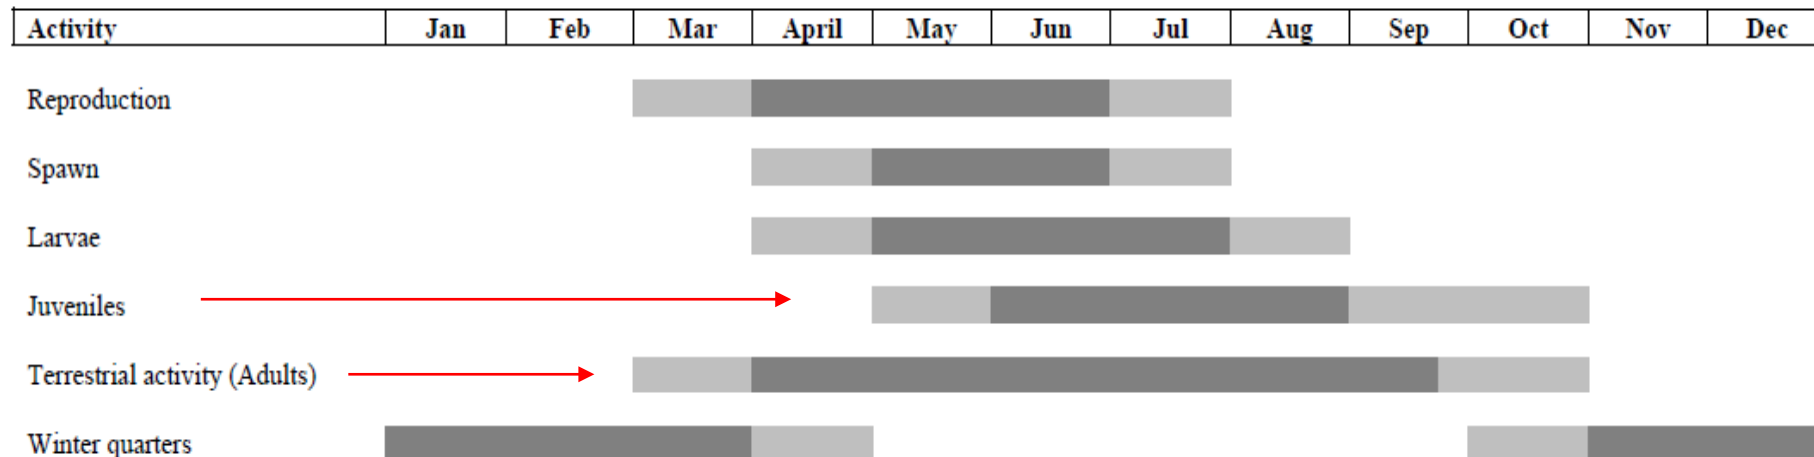 Activity Jan Feb Mar April May Jun Jul Aug Sep Oct Nov Dec
Reproduction
Spawn
Larvae
Juveniles
Terrestrial activity (Adults)
Winter quarters